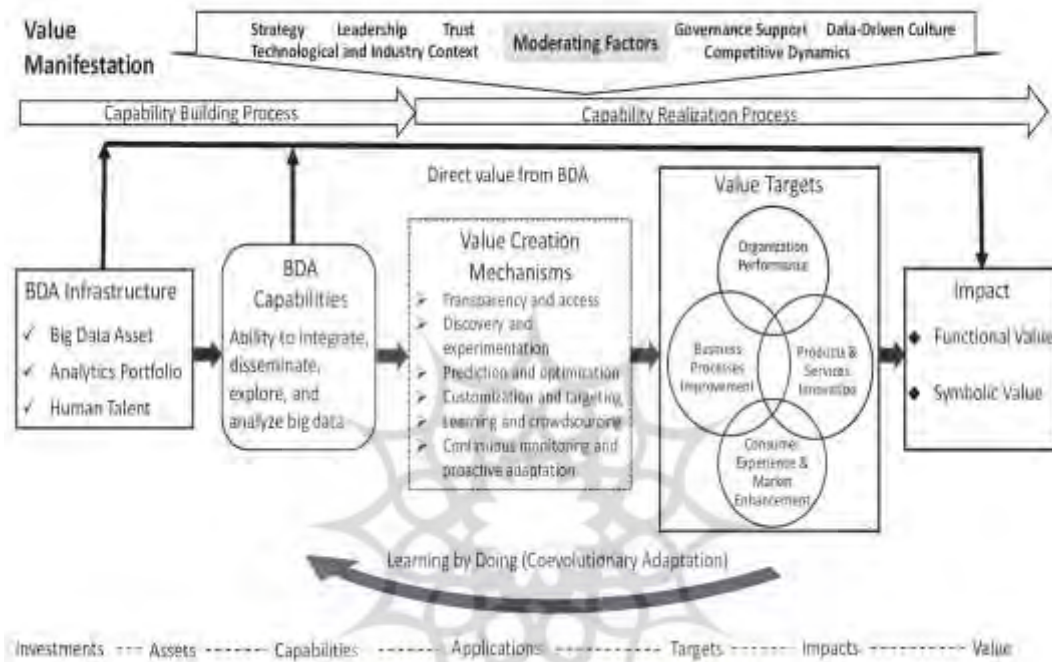 Value
Manifestation
Strategy Leadership Trust
Technological and Industry Context
Moderating Factors
Governance Support Data-Driven Culture
Competitive Dynamics
Capability Building Process
Capability Realization Process
Direct value from BDA
BDA Infrastructure
✓ Big Data Asset
✓ Analytics Portfolio
✓ Human Talent
BDA
Capabilities
Ability to integrate,
disseminate,
explore, and
analyze big data
Value Creation
Mechanisms
➢ Transparency and access
➢ Discovery and
experimentation
➢ Prediction and optimization
➢ Customization and targeting
➢ Learning and crowdsourcing
➢ Continuous monitoring and
proactive adaptation
Value Targets
Organization
Performance
Business
Processes
Improvement
Products &
Services
Innovation
Consumer
Experience &
Market
Enhancement
Impact
◆ Functional Value
◆ Symbolic Value
Learning by Doing (Coevolutionary Adaptation)
Investments ---- Assets ------- Capabilities ---------- Applications ------------ Targets ------- Impacts ------ Value